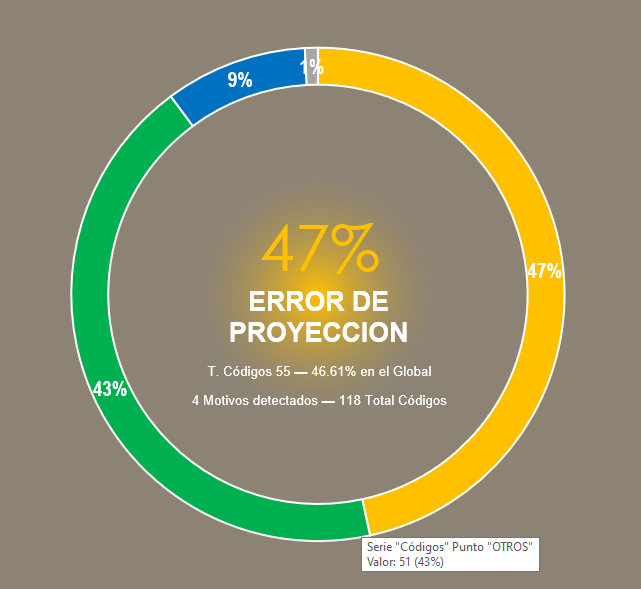 1%
9%
47%
47%
ERROR DE
PROYECCION
T. Códigos 55 — 46.61% en el Global
43%
4 Motivos detectados — 118 Total Códigos
Serie "Códigos" Punto "OTROS"
Valor: 51 (43%)